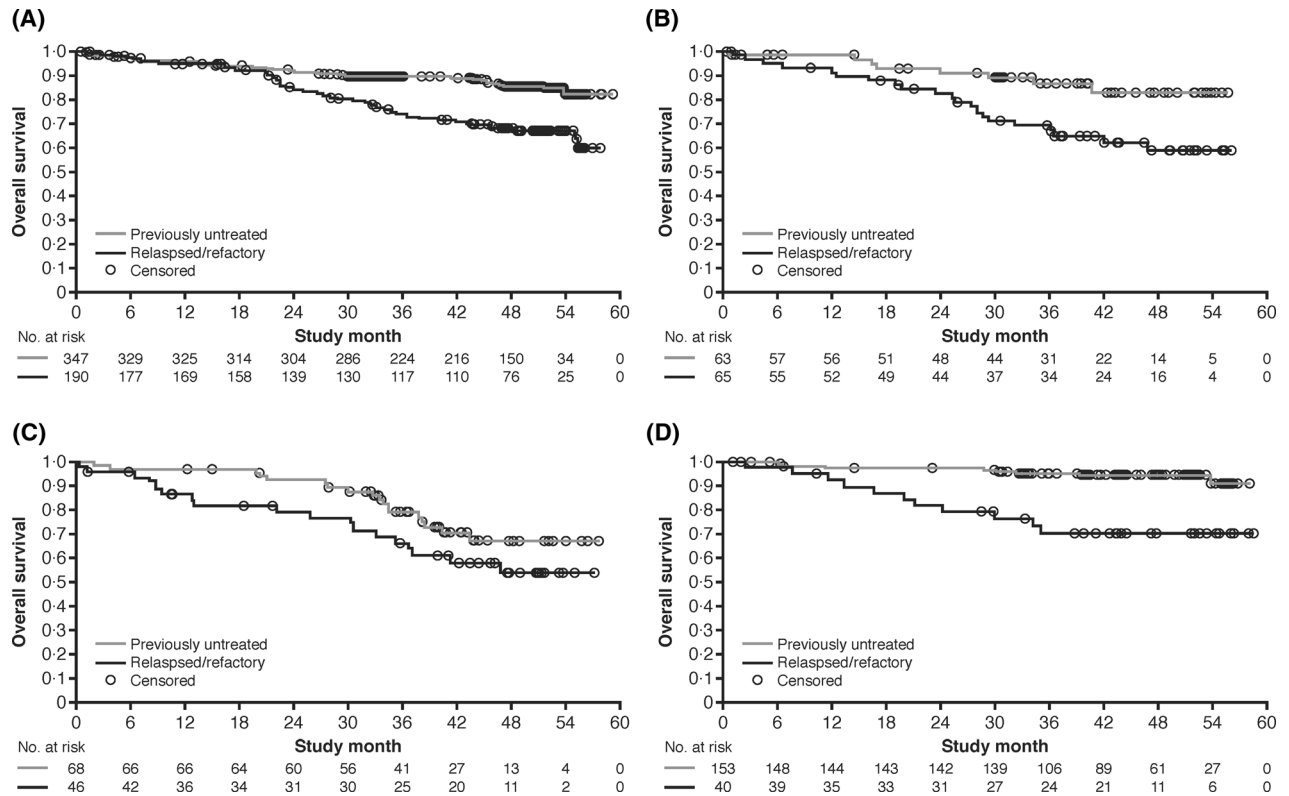 (A)
Overall survival
1·0
0·9
0·8
0·7
0·6
0·5
0·4
0·3
0·2
0·1
0
Previously untreated
Relaspsed/refactory
Censored
0 6 12 18 24 30 36 42 48 54 60
Study month
No. at risk
347 329 325 314 304 286 224 216 150 34 0
190 177 169 158 139 130 117 110 76 25 0
(B)
Overall survival
1·0
0·9
0·8
0·7
0·6
0·5
0·4
0·3
0·2
0·1
0
Previously untreated
Relaspsed/refactory
Censored
0 6 12 18 24 30 36 42 48 54 60
Study month
No. at risk
63 57 56 51 48 44 31 22 14 5 0
65 55 52 49 44 37 34 24 16 4 0
(C)
Overall survival
1·0
0·9
0·8
0·7
0·6
0·5
0·4
0·3
0·2
0·1
0
Previously untreated
Relaspsed/refactory
Censored
0 6 12 18 24 30 36 42 48 54 60
Study month
No. at risk
68 66 66 64 60 56 41 27 13 4 0
46 42 36 34 31 30 25 20 11 2 0
(D)
Overall survival
1·0
0·9
0·8
0·7
0·6
0·5
0·4
0·3
0·2
0·1
0
Previously untreated
Relaspsed/refactory
Censored
0 6 12 18 24 30 36 42 48 54 60
Study month
No. at risk
153 148 144 143 142 139 106 89 61 27 0
40 39 35 33 31 27 24 21 11 6 0